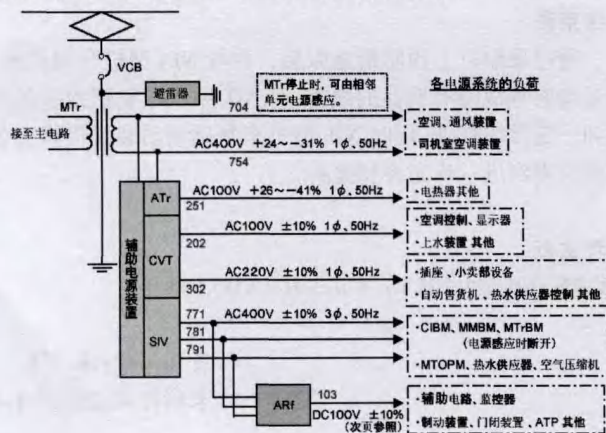 VCB
避雷器
MTr停止时，可由相邻
单元电源感应。
各电源系统的负荷
MTr
接至主电路
704
·空调、通风装置
AC400V +24～－31% 1ϕ、50Hz
·司机室空调装置
754
ATr
AC100V +26～－41% 1ϕ、50Hz
·电热器其他
251
辅助电源装置
CVT
AC100V ±10% 1ϕ、50Hz
202
·空调控制、显示器
·上水装置 其他
AC220V ±10% 1ϕ、50Hz
302
·插座、小卖部设备
·自动售货机、热水供应器控制 其他
SIV
771
AC400V ±10% 3ϕ、50Hz
781
791
·CIBM、MMBM、MTrBM
(电源感应时断开)
·MTOPM、热水供应器、空气压缩机
ARf
103
DC100V ±10%
(次页参照)
·辅助电路、监控器
·制动装置、门闭装置、ATP 其他